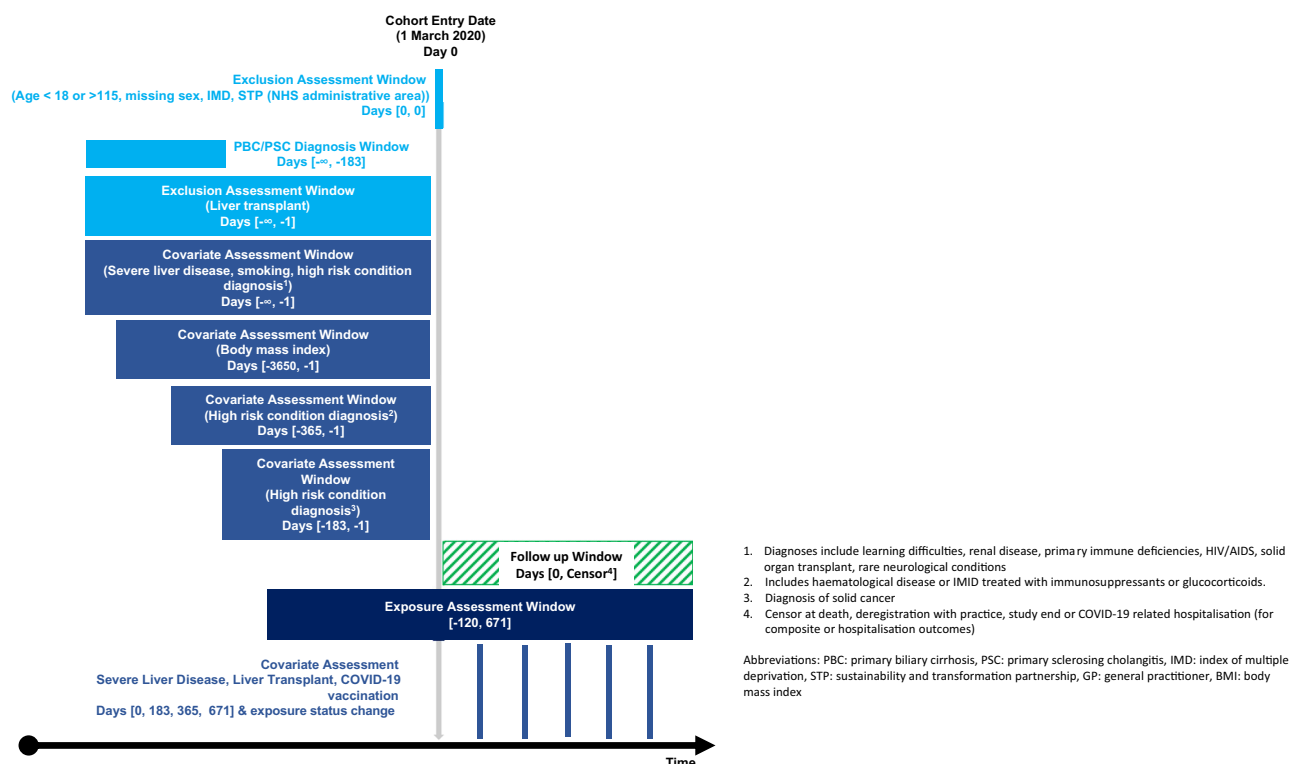 Cohort Entry Date
(1 March 2020)
Day 0
Exclusion Assessment Window
(Age < 18 or >115, missing sex, IMD, STP (NHS administrative area))
Days [0, 0]
PBC/PSC Diagnosis Window
Days [-∞, -183]
Exclusion Assessment Window
(Liver transplant)
Days [-∞, -1]
Covariate Assessment Window
(Severe liver disease, smoking, high risk condition
diagnosis¹)
Days [-∞, -1]
Covariate Assessment Window
(Body mass index)
Days [-3650, -1]
Covariate Assessment Window
(High risk condition diagnosis²)
Days [-365, -1]
Covariate Assessment
Window
(High risk condition
diagnosis³)
Days [-183, -1]
Follow up Window
Days [0, Censor⁴]
Exposure Assessment Window
[-120, 671]
Covariate Assessment
Severe Liver Disease, Liver Transplant, COVID-19
vaccination
Days [0, 183, 365, 671] & exposure status change
Time
1. Diagnoses include learning difficulties, renal disease, primary immune deficiencies, HIV/AIDS, solid
organ transplant, rare neurological conditions
2. Includes haematological disease or IMID treated with immunosuppressants or glucocorticoids.
3. Diagnosis of solid cancer
4. Censor at death, deregistration with practice, study end or COVID-19 related hospitalisation (for
composite or hospitalisation outcomes)
Abbreviations: PBC: primary biliary cirrhosis, PSC: primary sclerosing cholangitis, IMD: index of multiple
deprivation, STP: sustainability and transformation partnership, GP: general practitioner, BMI: body
mass index